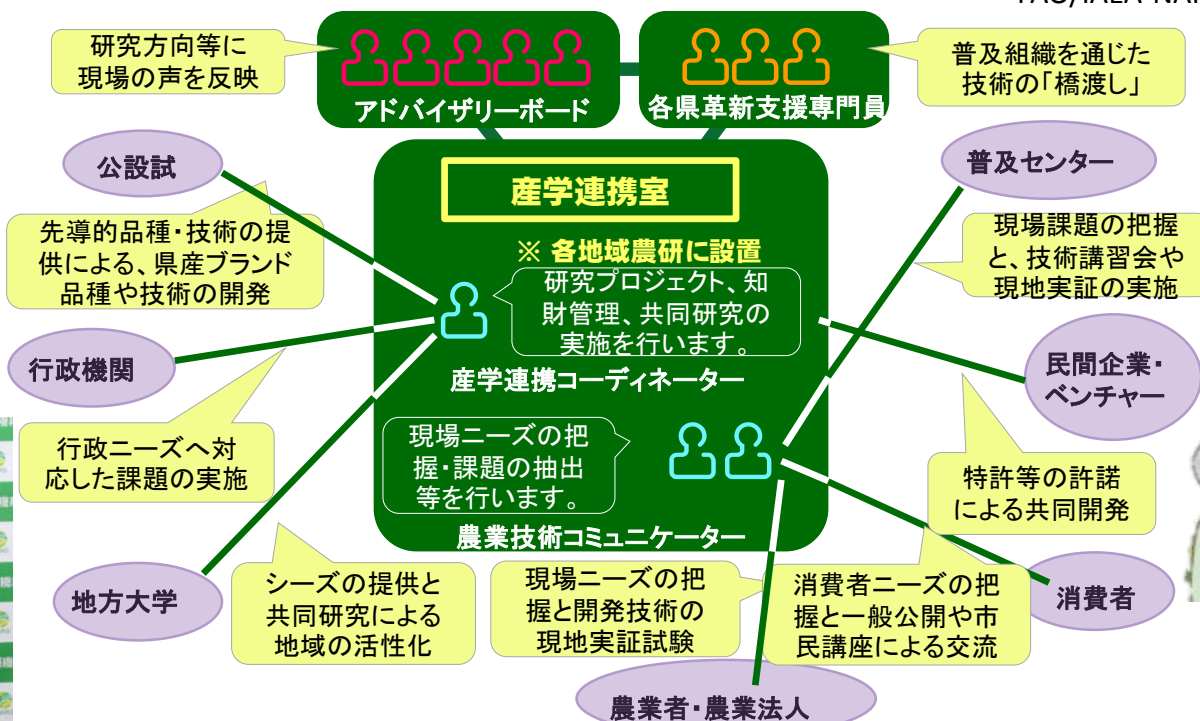 FAO/IAEA
研究方向等に
現場の声を反映
アドバイザリーボード
各県革新支援専門員
普及組織を通じた
技術の「橋渡し」
公設試
普及センター
産学連携室
※ 各地域農研に設置
先導的品種・技術の提
供による、県産ブランド
品種や技術の開発
研究プロジェクト、知
財管理、共同研究の
実施を行います。
産学連携コーディネーター
現場課題の把握
と、技術講習会や
現地実証の実施
行政機関
民間企業・
ベンチャー
行政ニーズへ対
応した課題の実施
現場ニーズの把
握・課題の抽出
等を行います。
農業技術コミュニケーター
特許等の許諾
による共同開発
地方大学
シーズの提供と
共同研究による
地域の活性化
現場ニーズの把
握と開発技術の
現地実証試験
消費者ニーズの把
握と一般公開や市
民講座による交流
消費者
農業者・農業法人